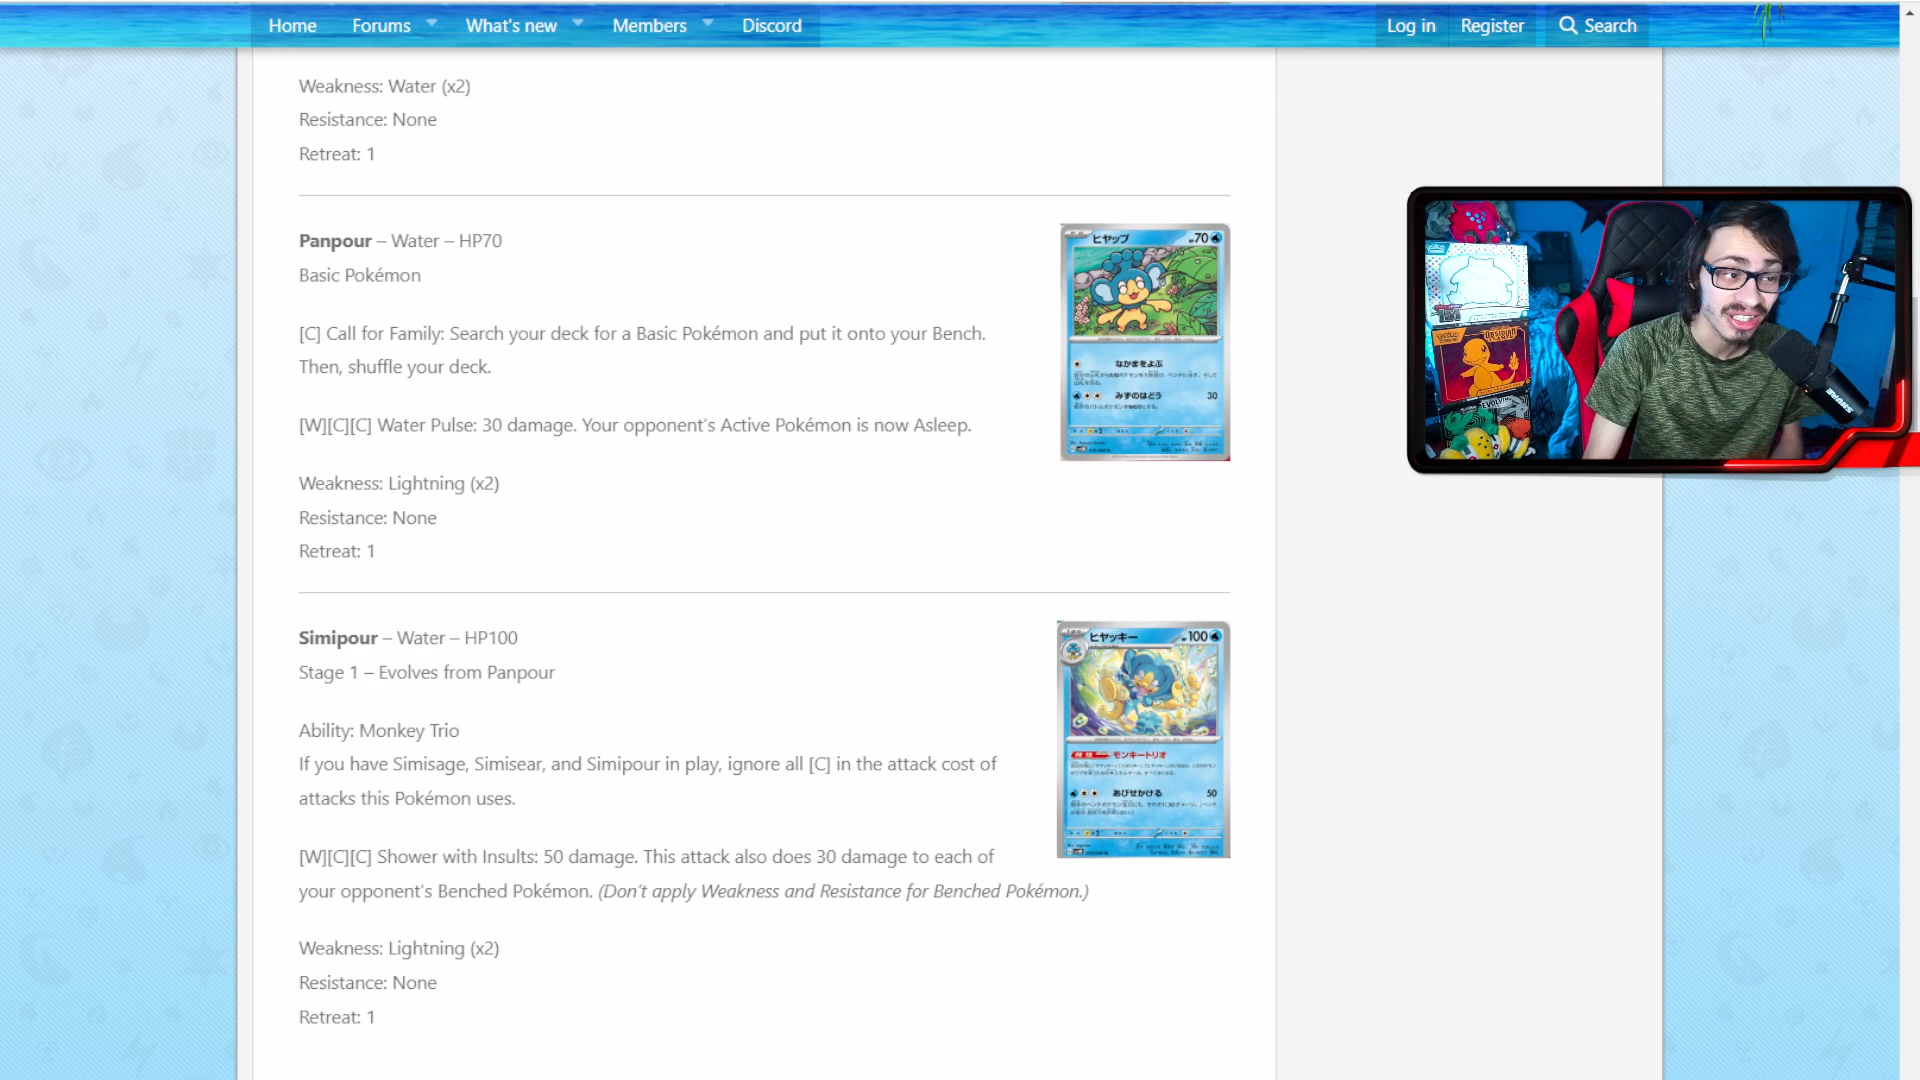 Home Forums What's new Members Discord Log in Register Search
Weakness: Water (x2)
Resistance: None
Retreat: 1
Panpour – Water – HP70
Basic Pokémon
[C] Call for Family: Search your deck for a Basic Pokémon and put it onto your Bench.
Then, shuffle your deck.
[W][C][C] Water Pulse: 30 damage. Your opponent’s Active Pokémon is now Asleep.
Weakness: Lightning (x2)
Resistance: None
Retreat: 1
ヒヤップ 70
なかまをよぶ
みずのはどう 30
Simipour – Water – HP100
Stage 1 – Evolves from Panpour
Ability: Monkey Trio
If you have Simisage, Simisear, and Simipour in play, ignore all [C] in the attack cost of
attacks this Pokémon uses.
[W][C][C] Shower with Insults: 50 damage. This attack also does 30 damage to each of
your opponent’s Benched Pokémon. (Don’t apply Weakness and Resistance for Benched Pokémon.)
Weakness: Lightning (x2)
Resistance: None
Retreat: 1
ヒヤッキー 100
モンキートリオ
あびせかける 50
OBSIDIAN
EVOLVING
SHURE